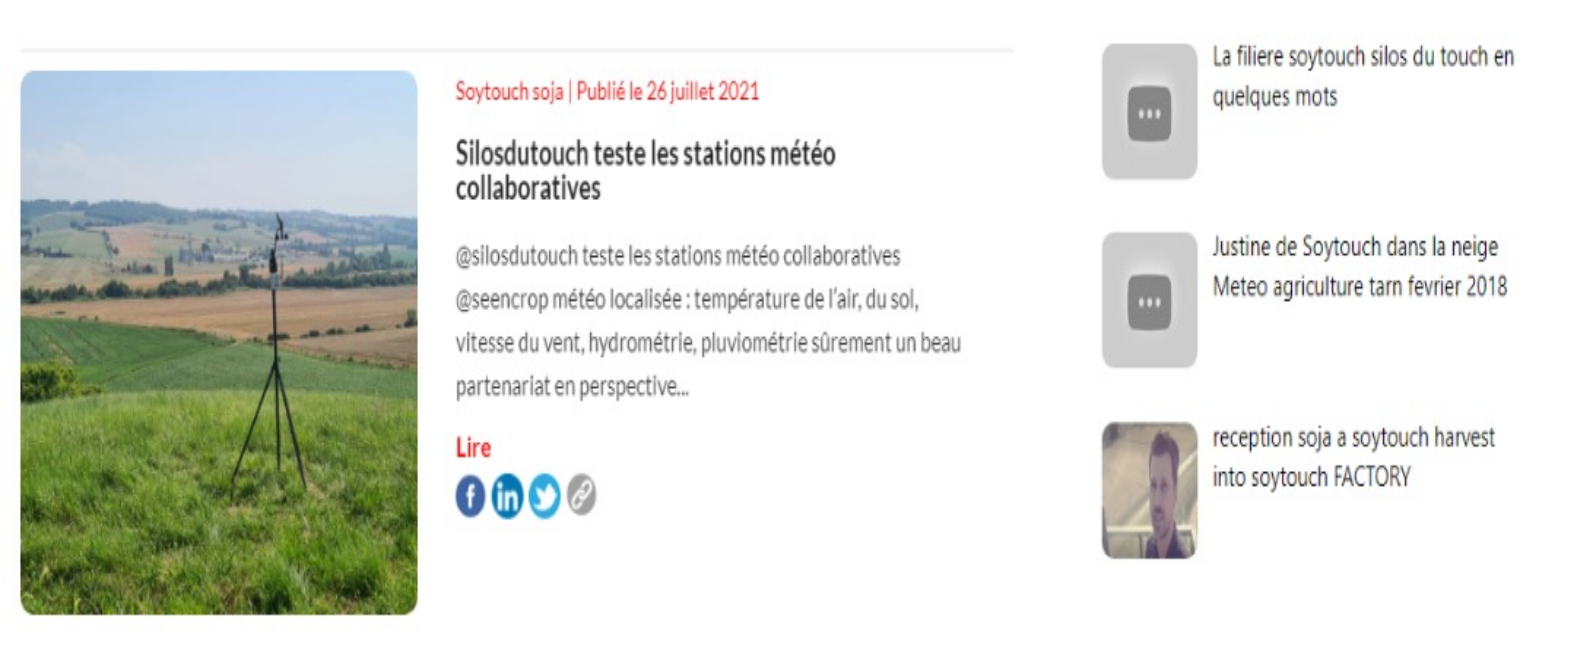 Soytouch soja | Publié le 26 juillet 2021
Silosdutouch teste les stations météo
collaboratives
@silosdutouch teste les stations météo collaboratives
@seencrop météo localisée : température de l'air, du sol,
vitesse du vent, hydrométrie, pluviométrie sûrement un beau
partenariat en perspective...
Lire
La filiere soytouch silos du touch en
quelques mots
Justine de Soytouch dans la neige
Meteo agriculture tarn fevrier 2018
reception soja a soytouch harvest
into soytouch FACTORY